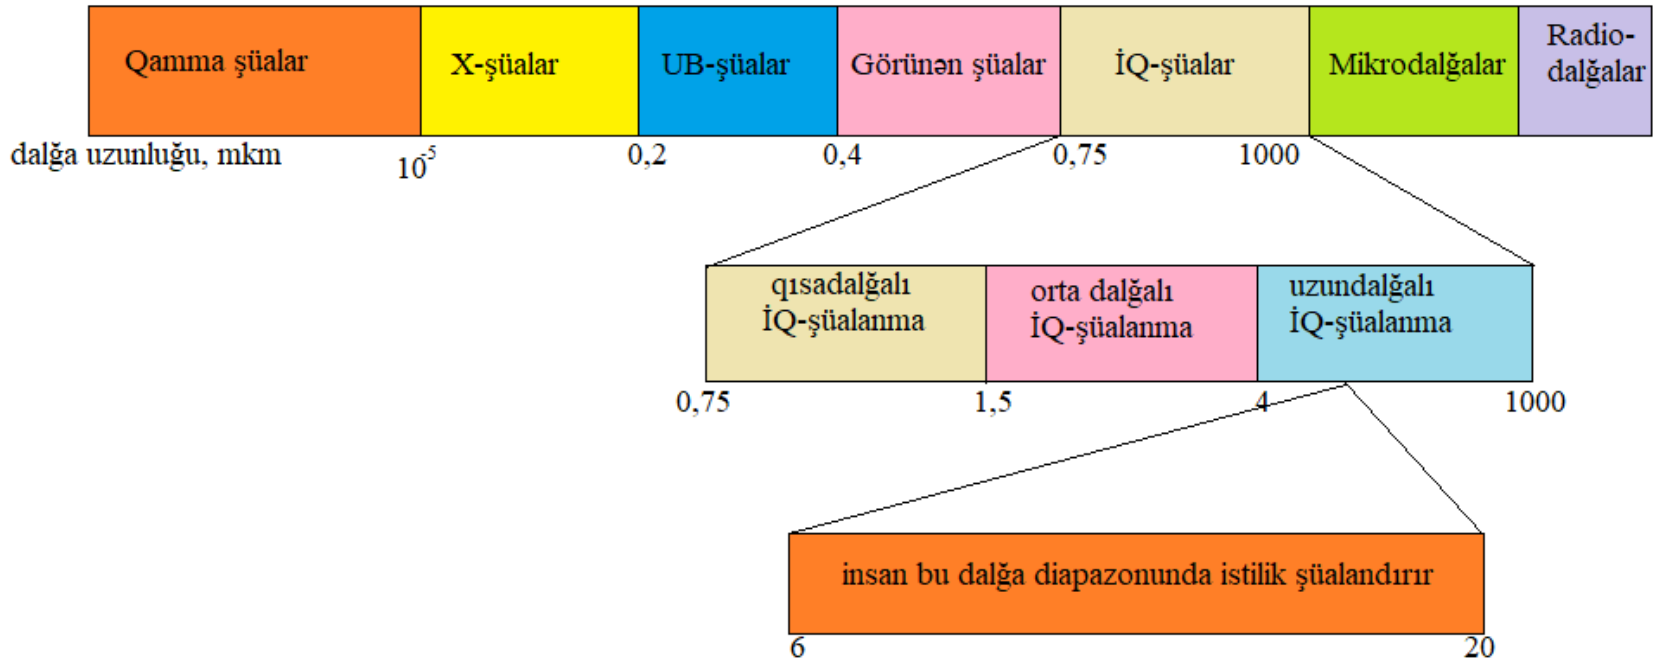 Qamma şüalar
X-şüalar
UB-şüalar
Görünən şüalar
İQ-şüalar
Mikrodalğalar
Radio-
dalğalar
dalğa uzunluğu, mkm
10⁻⁵
0,2
0,4
0,75
1000
qısadalğalı
İQ-şüalanma
orta dalğalı
İQ-şüalanma
uzundalğalı
İQ-şüalanma
0,75
1,5
4
1000
insan bu dalğa diapazonunda istilik şüalandırır
6
20